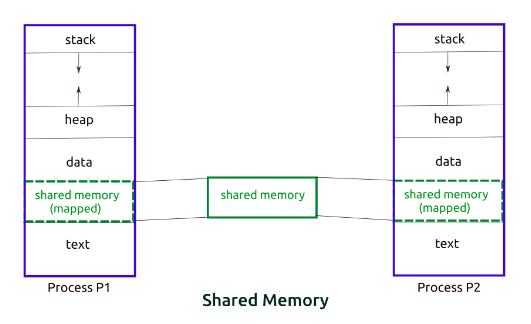 stack
heap
data
shared memory
(mapped)
text
Process P1
shared memory
Shared Memory
stack
heap
data
shared memory
(mapped)
text
Process P2